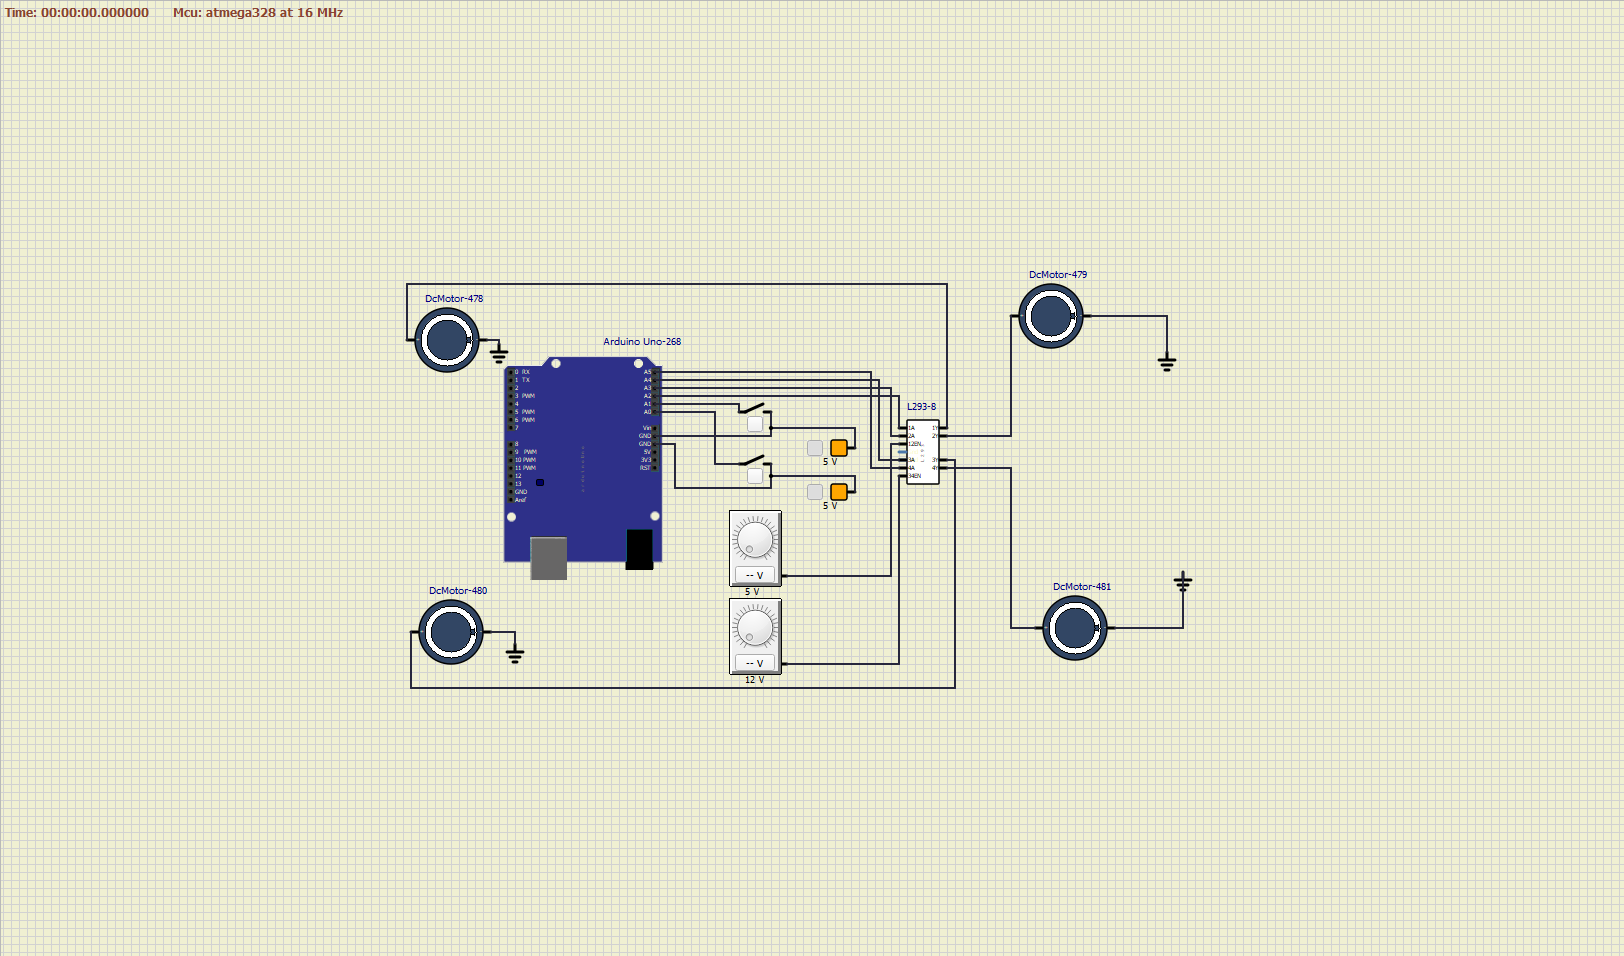 Time: 00:00:00.000000 Mcu: atmega328 at 16 MHz
DcMotor-479
DcMotor-478
Arduino Uno-268
0 RX
1 TX
2
3 PWM
4
5 PWM
6 PWM
7
8
9 PWM
10 PWM
11 PWM
12
13
GND
Aref
A5
A4
A3
A2
A1
A0
Vin
GND
GND
5V
3V3
RST
L293-8
1A 1Y
2A 2Y
12EN
3A 3Y
4A 4Y
34EN
5 V
5 V
-- V
5 V
-- V
12 V
DcMotor-480
DcMotor-481